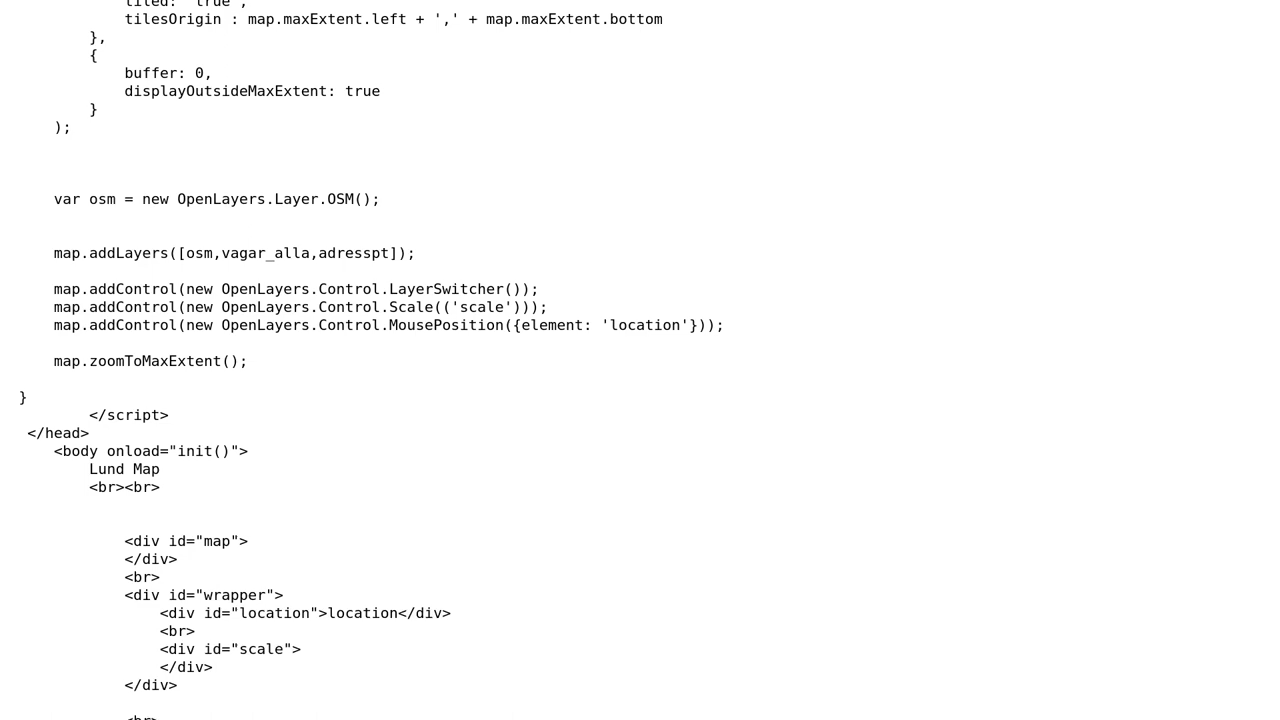 tiled: 'true',
tilesOrigin : map.maxExtent.left + ',' + map.maxExtent.bottom
},
{
buffer: 0,
displayOutsideMaxExtent: true
}
);
var osm = new OpenLayers.Layer.OSM();
map.addLayers([osm,vagar_alla,adresspt]);
map.addControl(new OpenLayers.Control.LayerSwitcher());
map.addControl(new OpenLayers.Control.Scale(('scale')));
map.addControl(new OpenLayers.Control.MousePosition({element: 'location'}));
map.zoomToMaxExtent();
}
</script>
</head>
<body onload="init()">
Lund Map
<br><br>
<div id="map">
</div>
<br>
<div id="wrapper">
<div id="location">location</div>
<br>
<div id="scale">
</div>
</div>
<br>